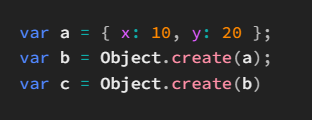 var a = { x: 10, y: 20 };
var b = Object.create(a);
var c = Object.create(b)